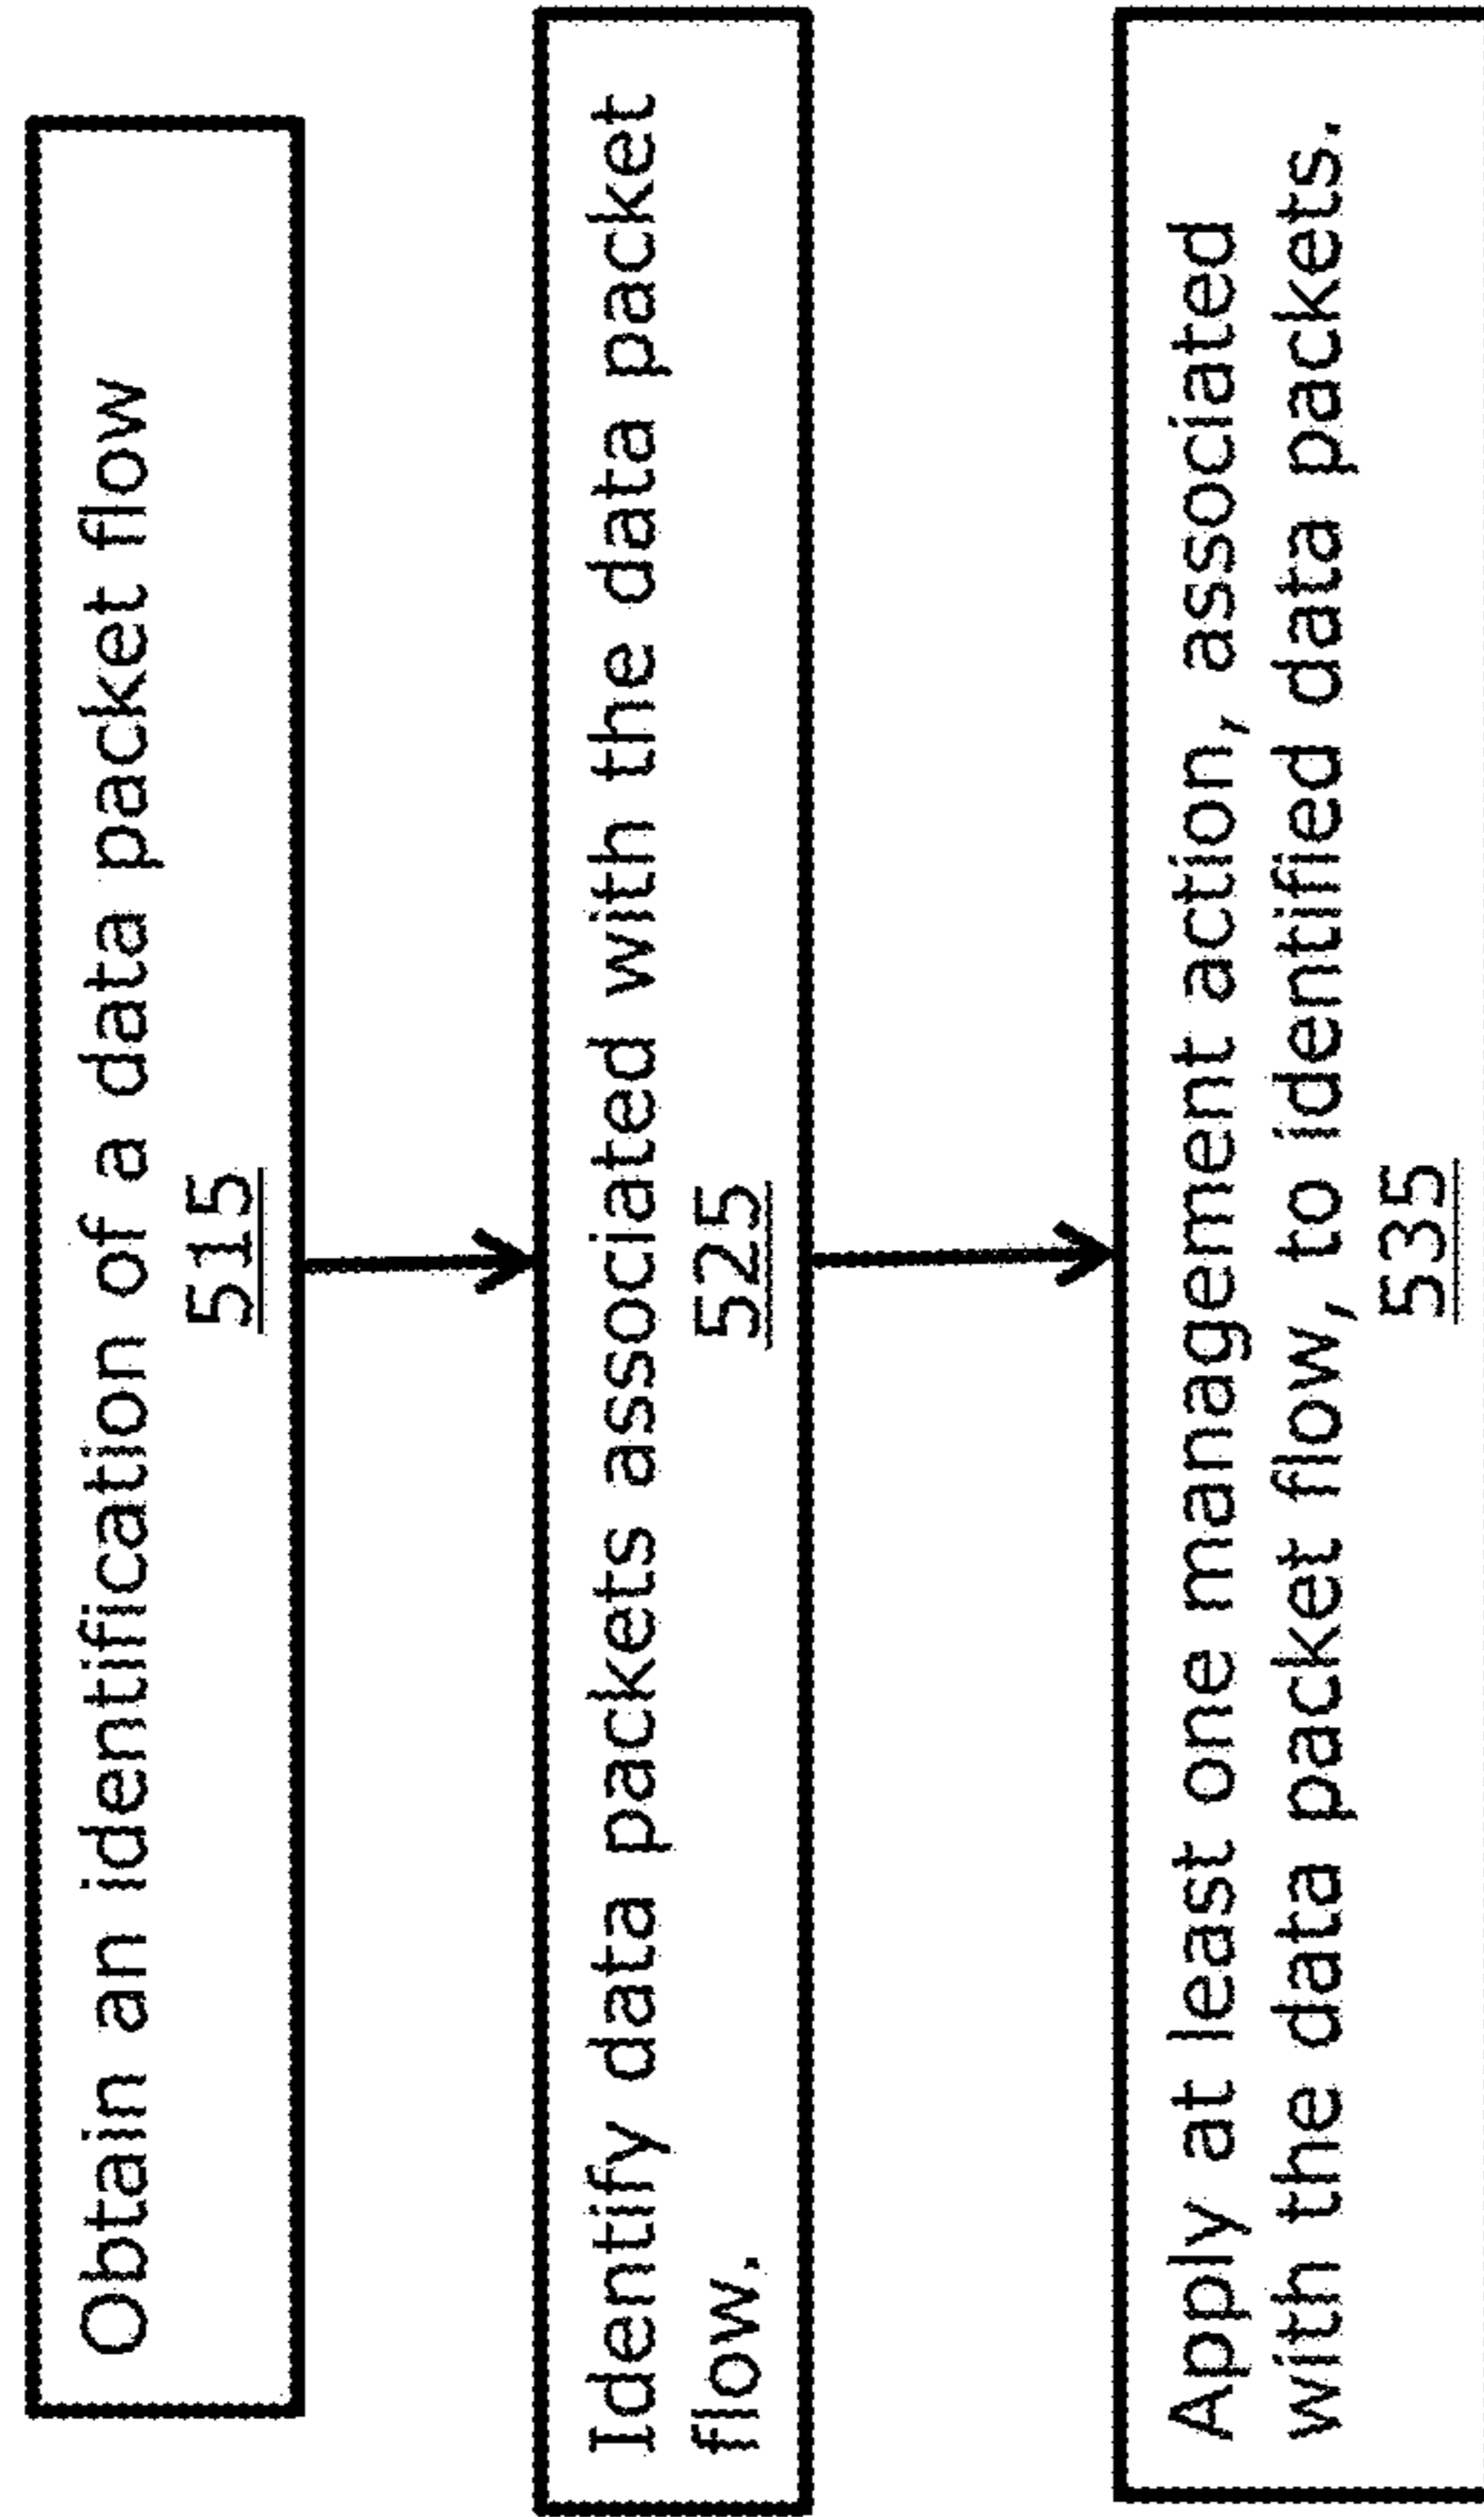 Obtain an identification of a data packet flow
515
Identify data packets associated with the data packet
flow.
525
Apply at least one management action, associated
with the data packet flow, to identified data packets.
535